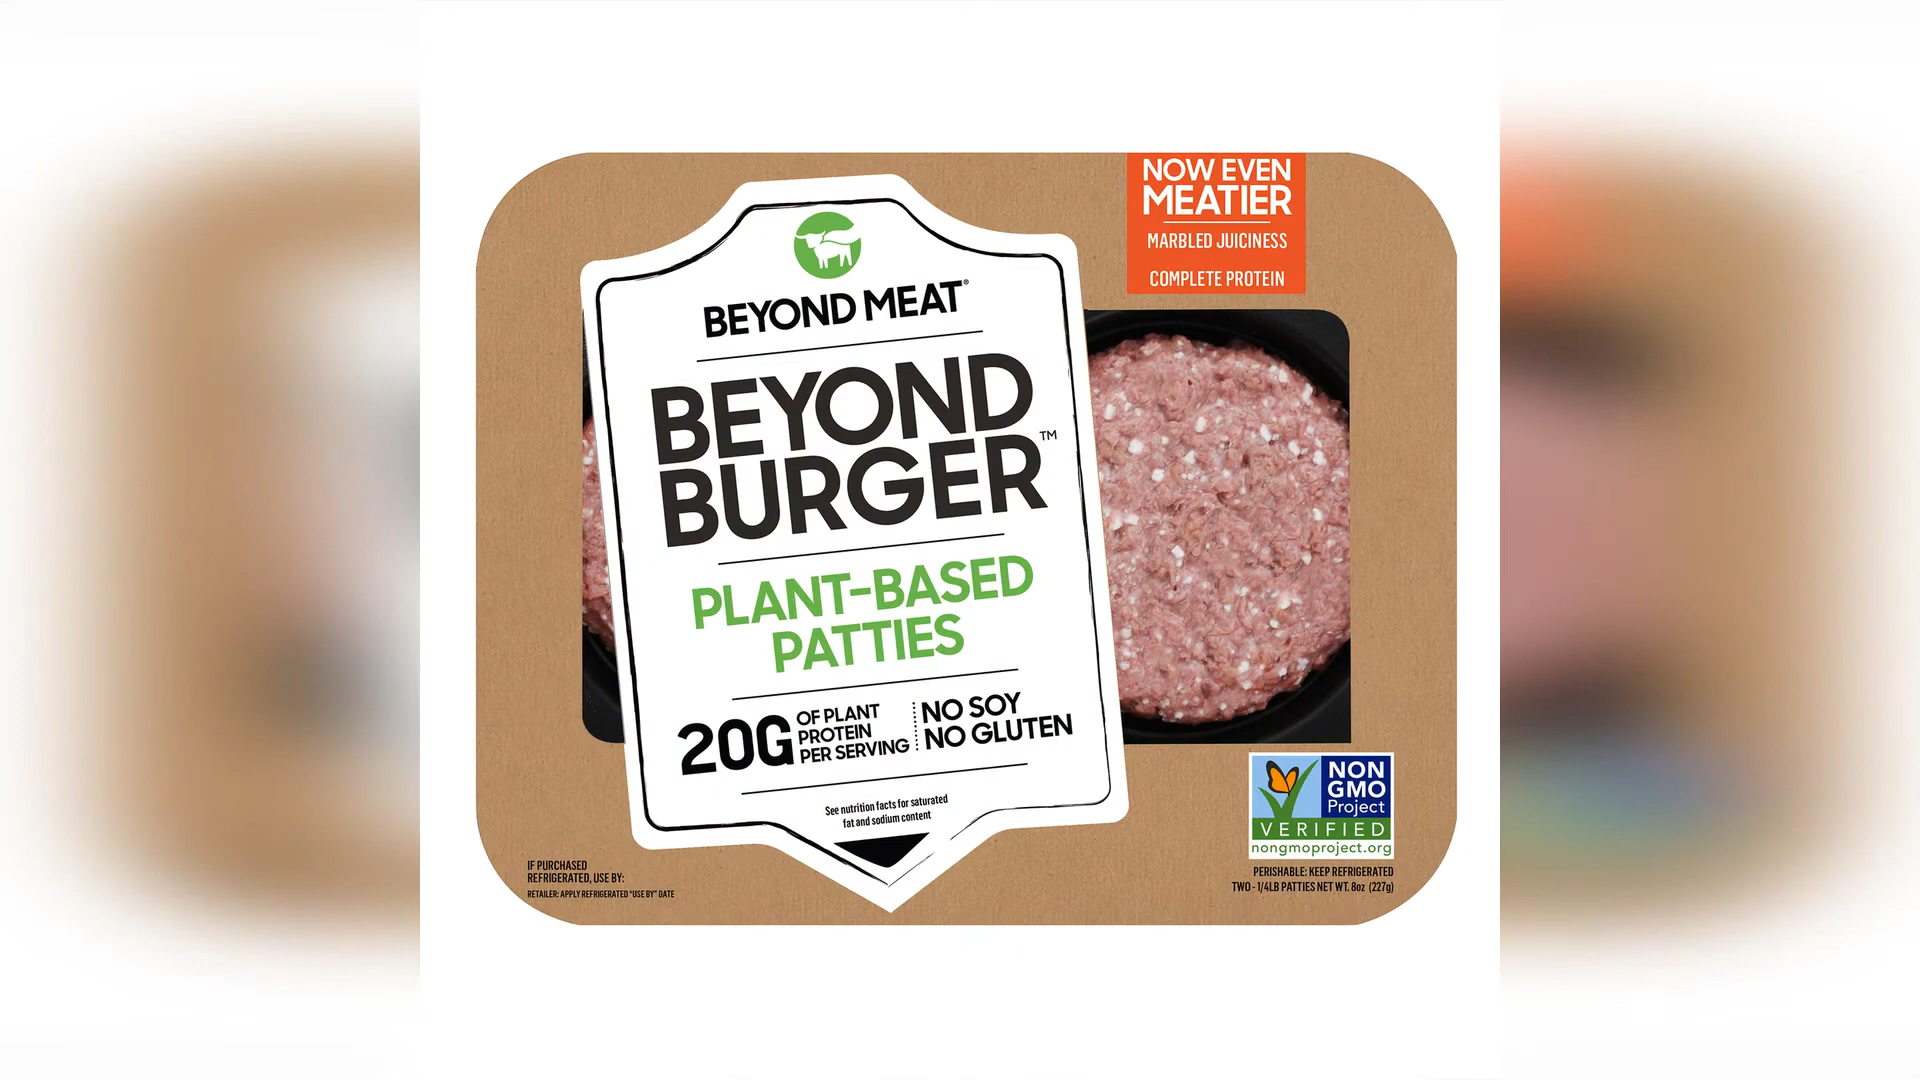 NOW EVEN
MEATIER
MARBLED JUICINESS
COMPLETE PROTEIN
BEYOND MEAT®
BEYOND
BURGER™
PLANT-BASED
PATTIES
20G OF PLANT
PROTEIN
PER SERVING
NO SOY
NO GLUTEN
See nutrition facts for saturated
fat and sodium content
NON
GMO
Project
VERIFIED
nongmoproject.org
IF PURCHASED
REFRIGERATED, USE BY:
RETAILER: APPLY REFRIGERATED "USE BY" DATE
PERISHABLE: KEEP REFRIGERATED
TWO - 1/4LB PATTIES NET WT. 8oz (227g)